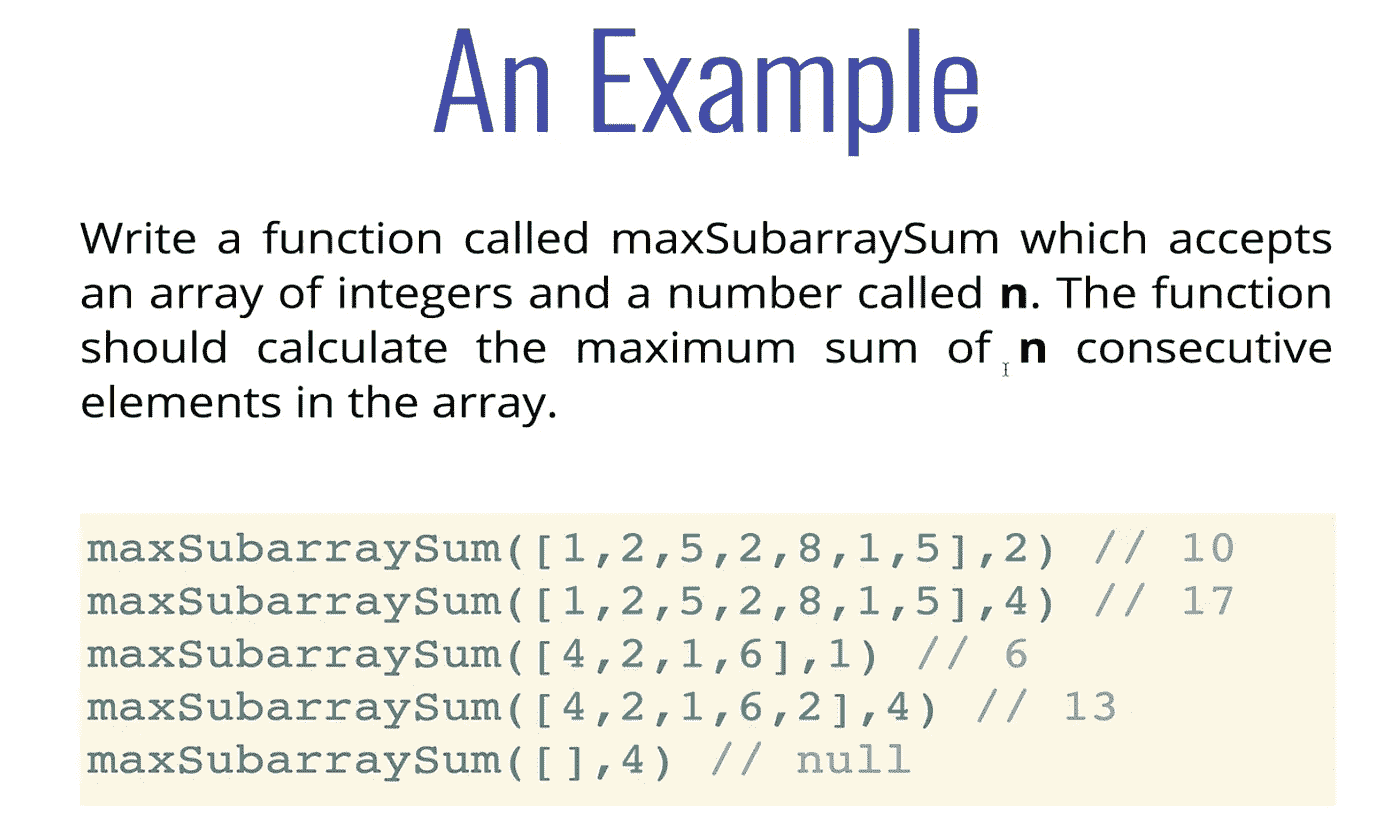 An Example
Write a function called maxSubarraySum which accepts
an array of integers and a number called n. The function
should calculate the maximum sum of n consecutive
elements in the array.
maxSubarraySum([1,2,5,2,8,1,5],2) // 10
maxSubarraySum([1,2,5,2,8,1,5],4) // 17
maxSubarraySum([4,2,1,6],1) // 6
maxSubarraySum([4,2,1,6,2],4) // 13
maxSubarraySum([],4) // null